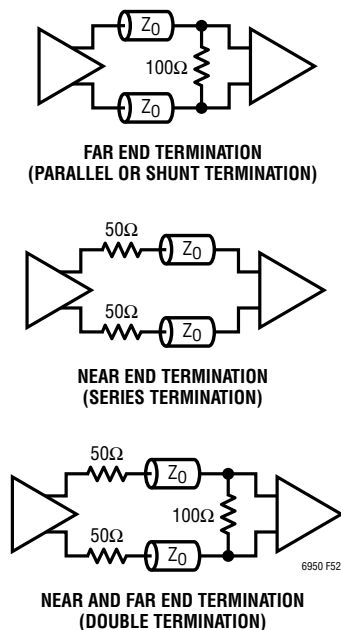 Z0
100Ω
Z0
FAR END TERMINATION
(PARALLEL OR SHUNT TERMINATION)
50Ω
Z0
50Ω
Z0
NEAR END TERMINATION
(SERIES TERMINATION)
50Ω
Z0
100Ω
50Ω
Z0
6950 F52
NEAR AND FAR END TERMINATION
(DOUBLE TERMINATION)